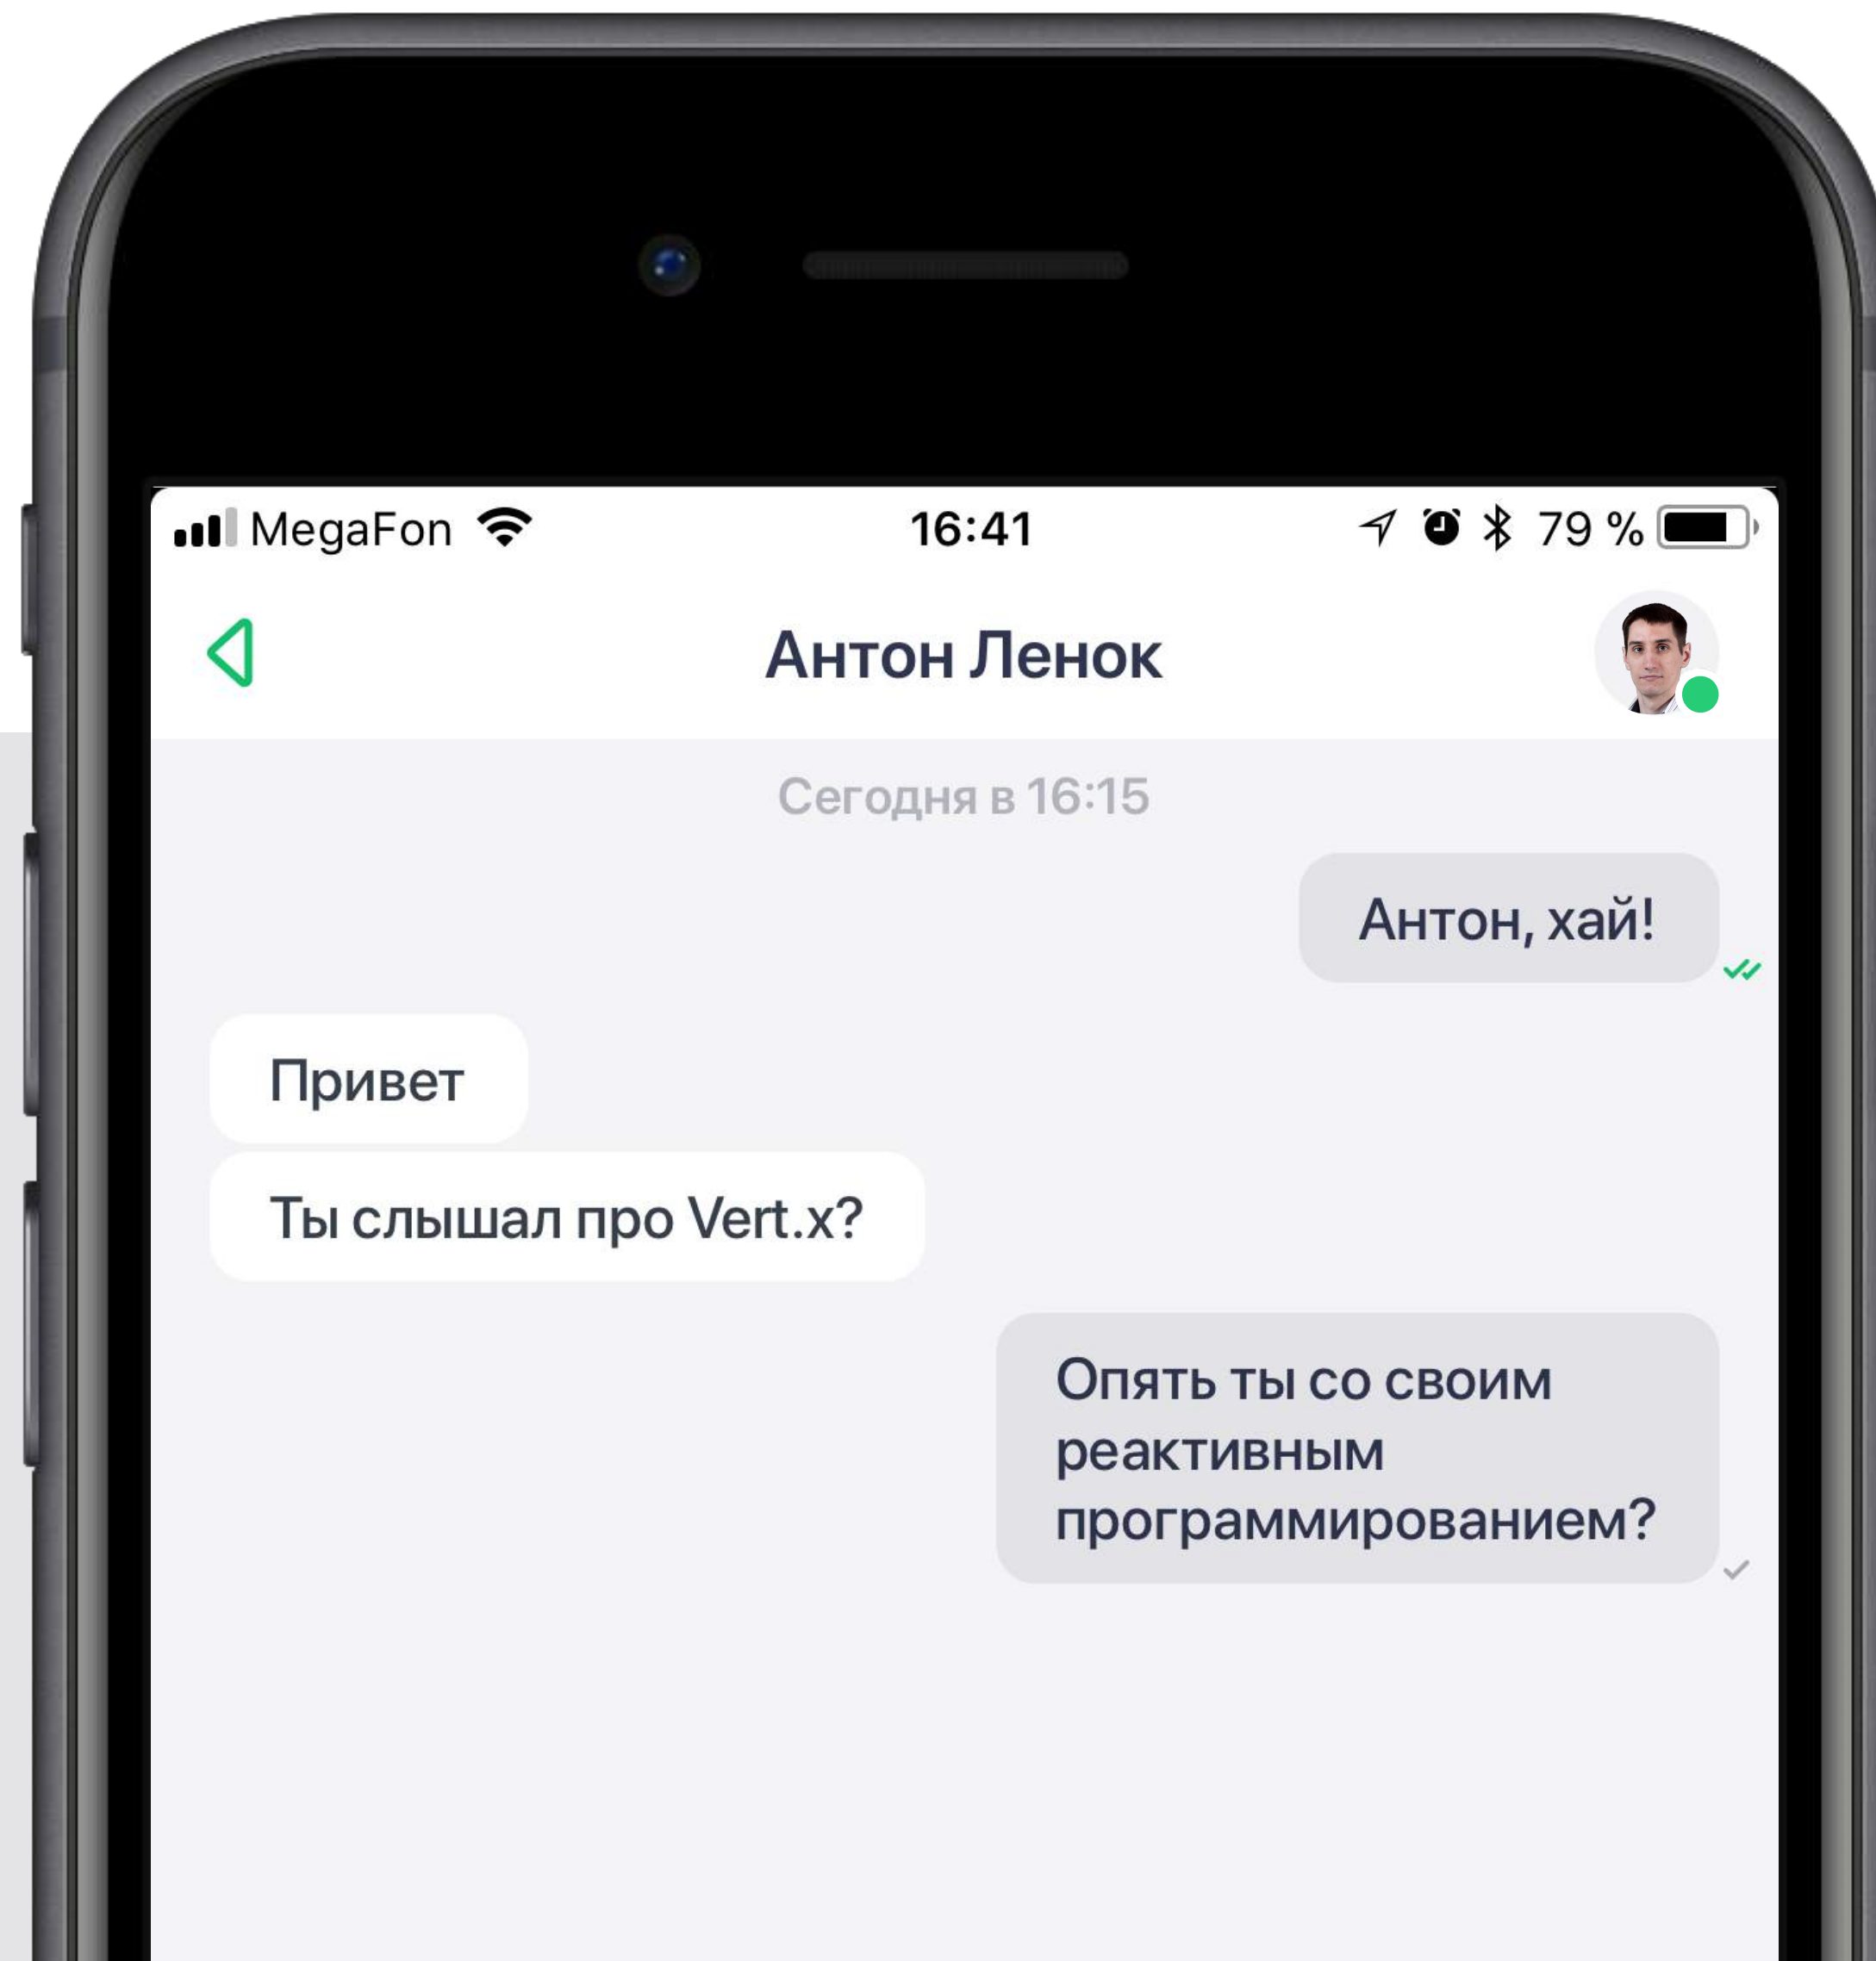 MegaFon 16:41 79 %
Антон Ленок
Сегодня в 16:15
Антон, хай!
Привет
Ты слышал про Vert.x?
Опять ты со своим
реактивным
программированием?